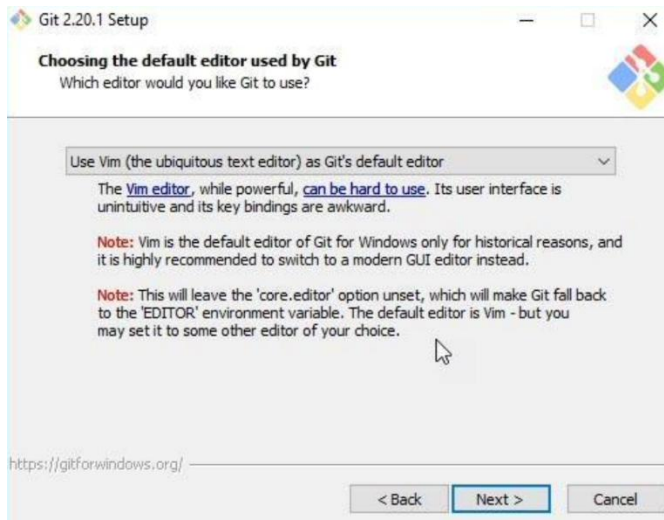 Git 2.20.1 Setup
Choosing the default editor used by Git
Which editor would you like Git to use?
Use Vim (the ubiquitous text editor) as Git's default editor
The Vim editor, while powerful, can be hard to use. Its user interface is
unintuitive and its key bindings are awkward.
Note: Vim is the default editor of Git for Windows only for historical reasons, and
it is highly recommended to switch to a modern GUI editor instead.
Note: This will leave the 'core.editor' option unset, which will make Git fall back
to the 'EDITOR' environment variable. The default editor is Vim - but you
may set it to some other editor of your choice.
https://gitforwindows.org/
< Back Next > Cancel